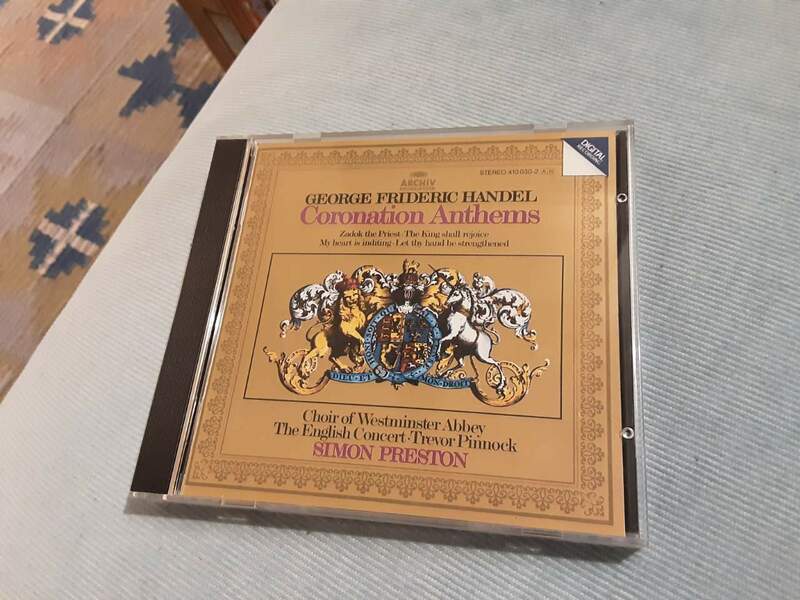 DIGITAL
RECORDING
ARCHIV
PRODUKTION
STEREO 410 030-2
GEORGE FRIDERIC HANDEL
Coronation Anthems
Zadok the Priest·The King shall rejoice
My heart is inditing·Let thy hand be strengthened
DIEU·ET MON·DROIT
Choir of Westminster Abbey
The English Concert·Trevor Pinnock
SIMON PRESTON